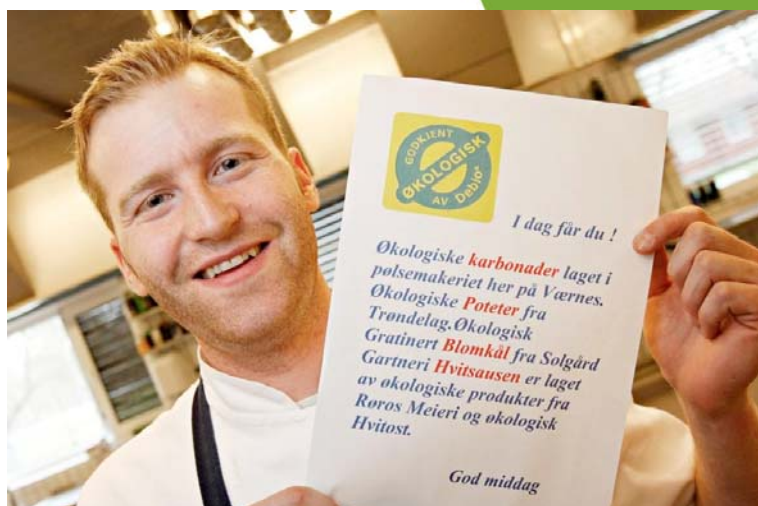 GODKJENT
ØKOLOGISK
AV Debio
I dag får du !
Økologiske karbonader laget i
pølsemakeriet her på Værnes.
Økologiske Poteter fra
Trøndelag.Økologisk
Gratinert Blomkål fra Solgård
Gartneri Hvitsausen er laget
av økologiske produkter fra
Røros Meieri og økologisk
Hvitost.
God middag